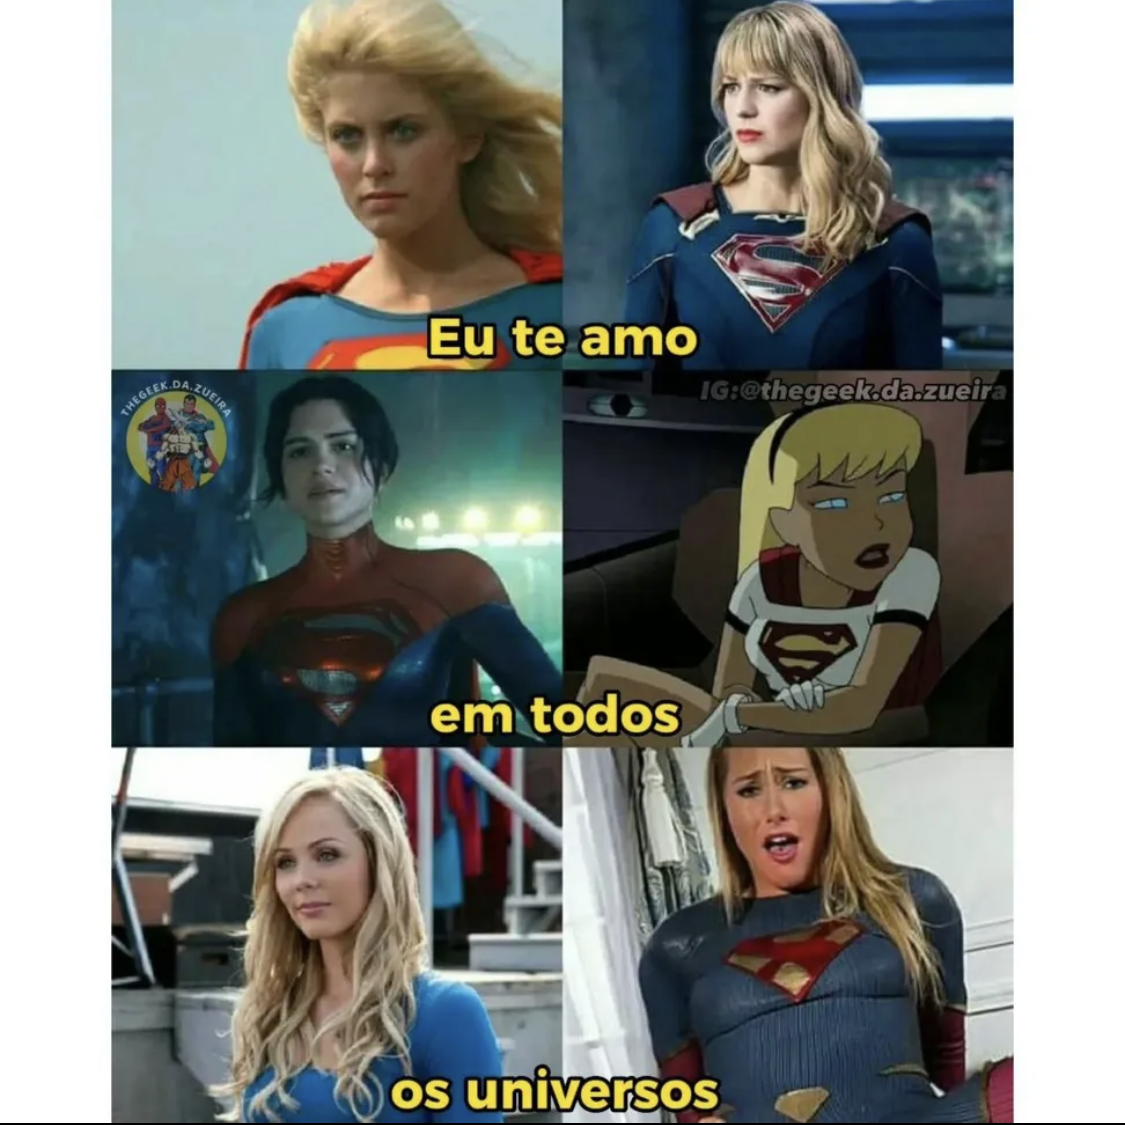 Eu te amo
THEGEEK.DA.ZUEIRA
IG:@thegeek.da.zueira
em todos
os universos